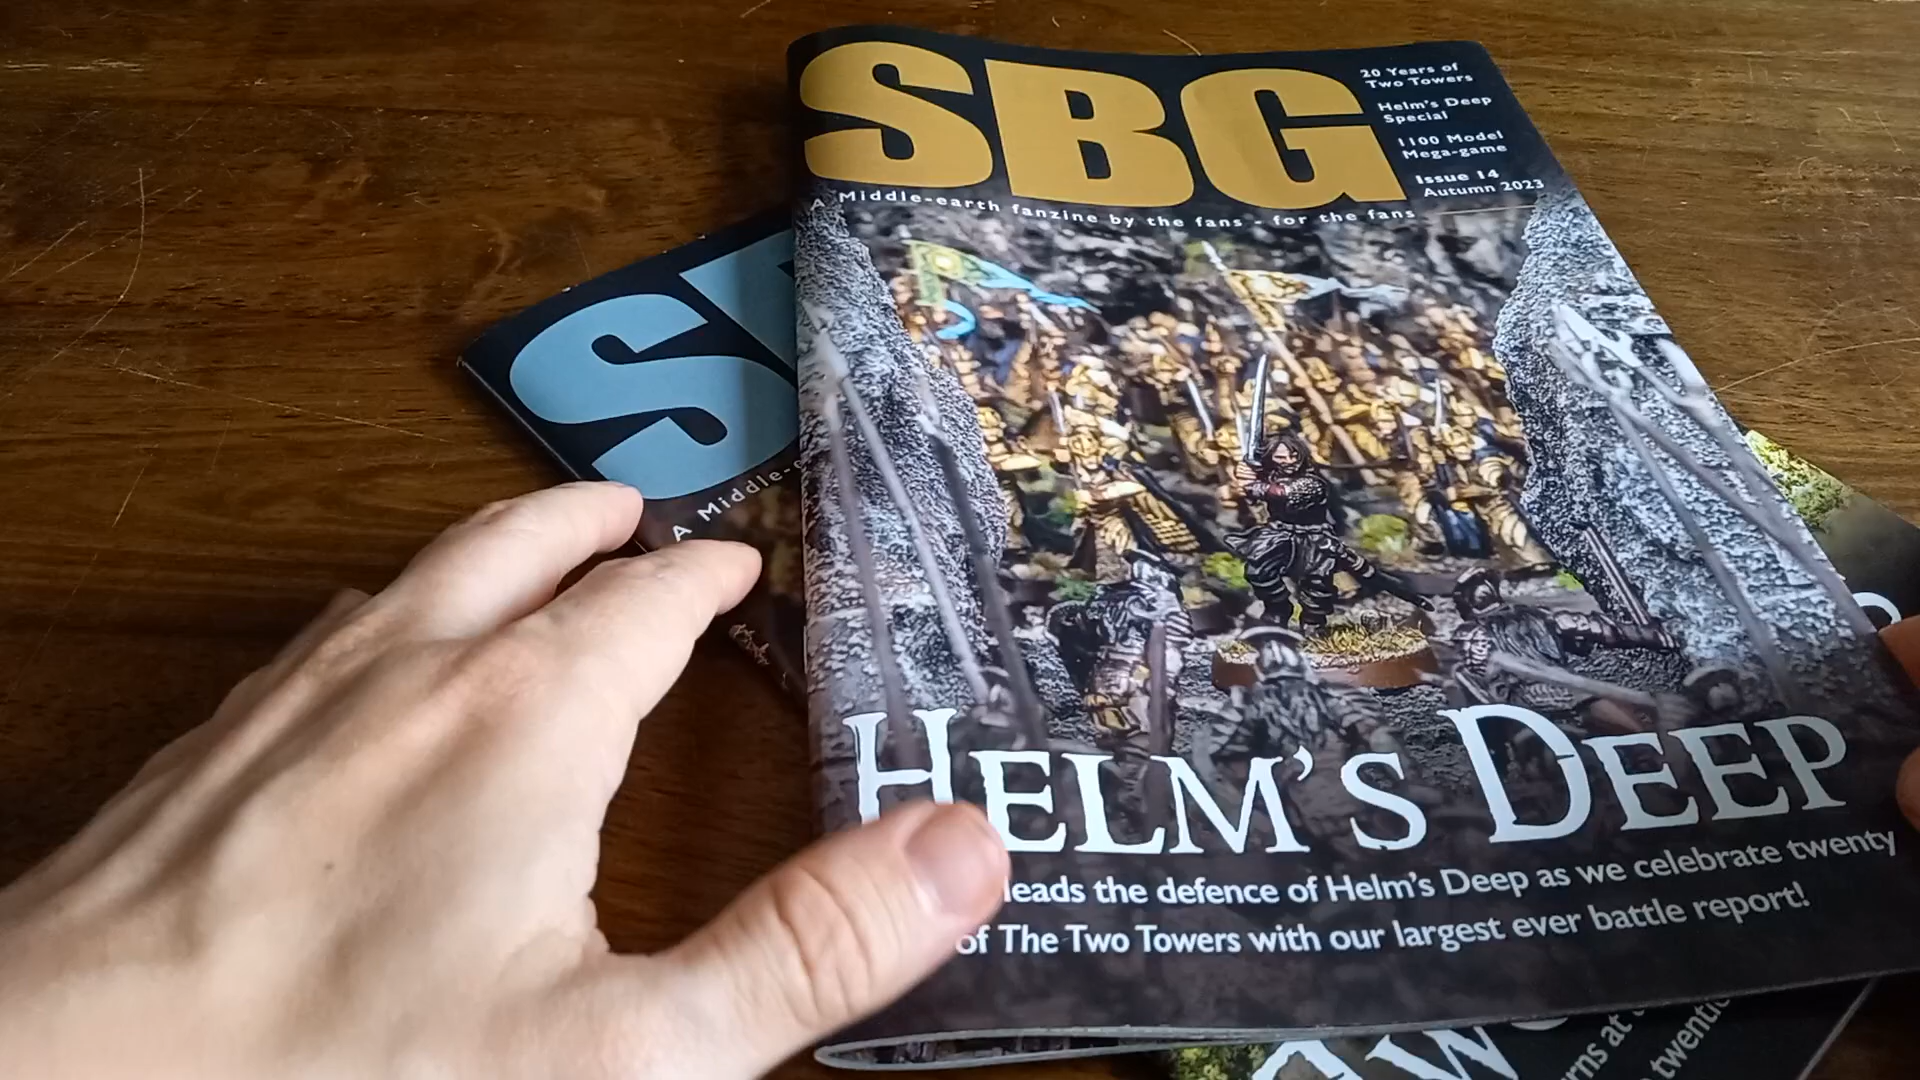 SBG
20 Years of
Two Towers
Helm's Deep
Special
1100 Model
Mega-game
Issue 14
Autumn 2023
A Middle-earth fanzine by the fans - for the fans
S
A Middle-
HELM'S DEEP
leads the defence of Helm's Deep as we celebrate twenty
of The Two Towers with our largest ever battle report!